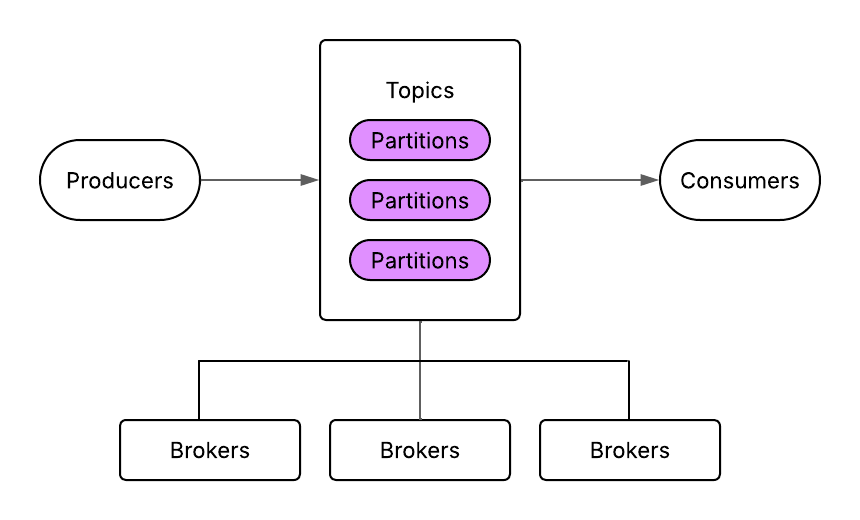 Topics
Partitions
Producers
Partitions
Consumers
Partitions
Brokers
Brokers
Brokers